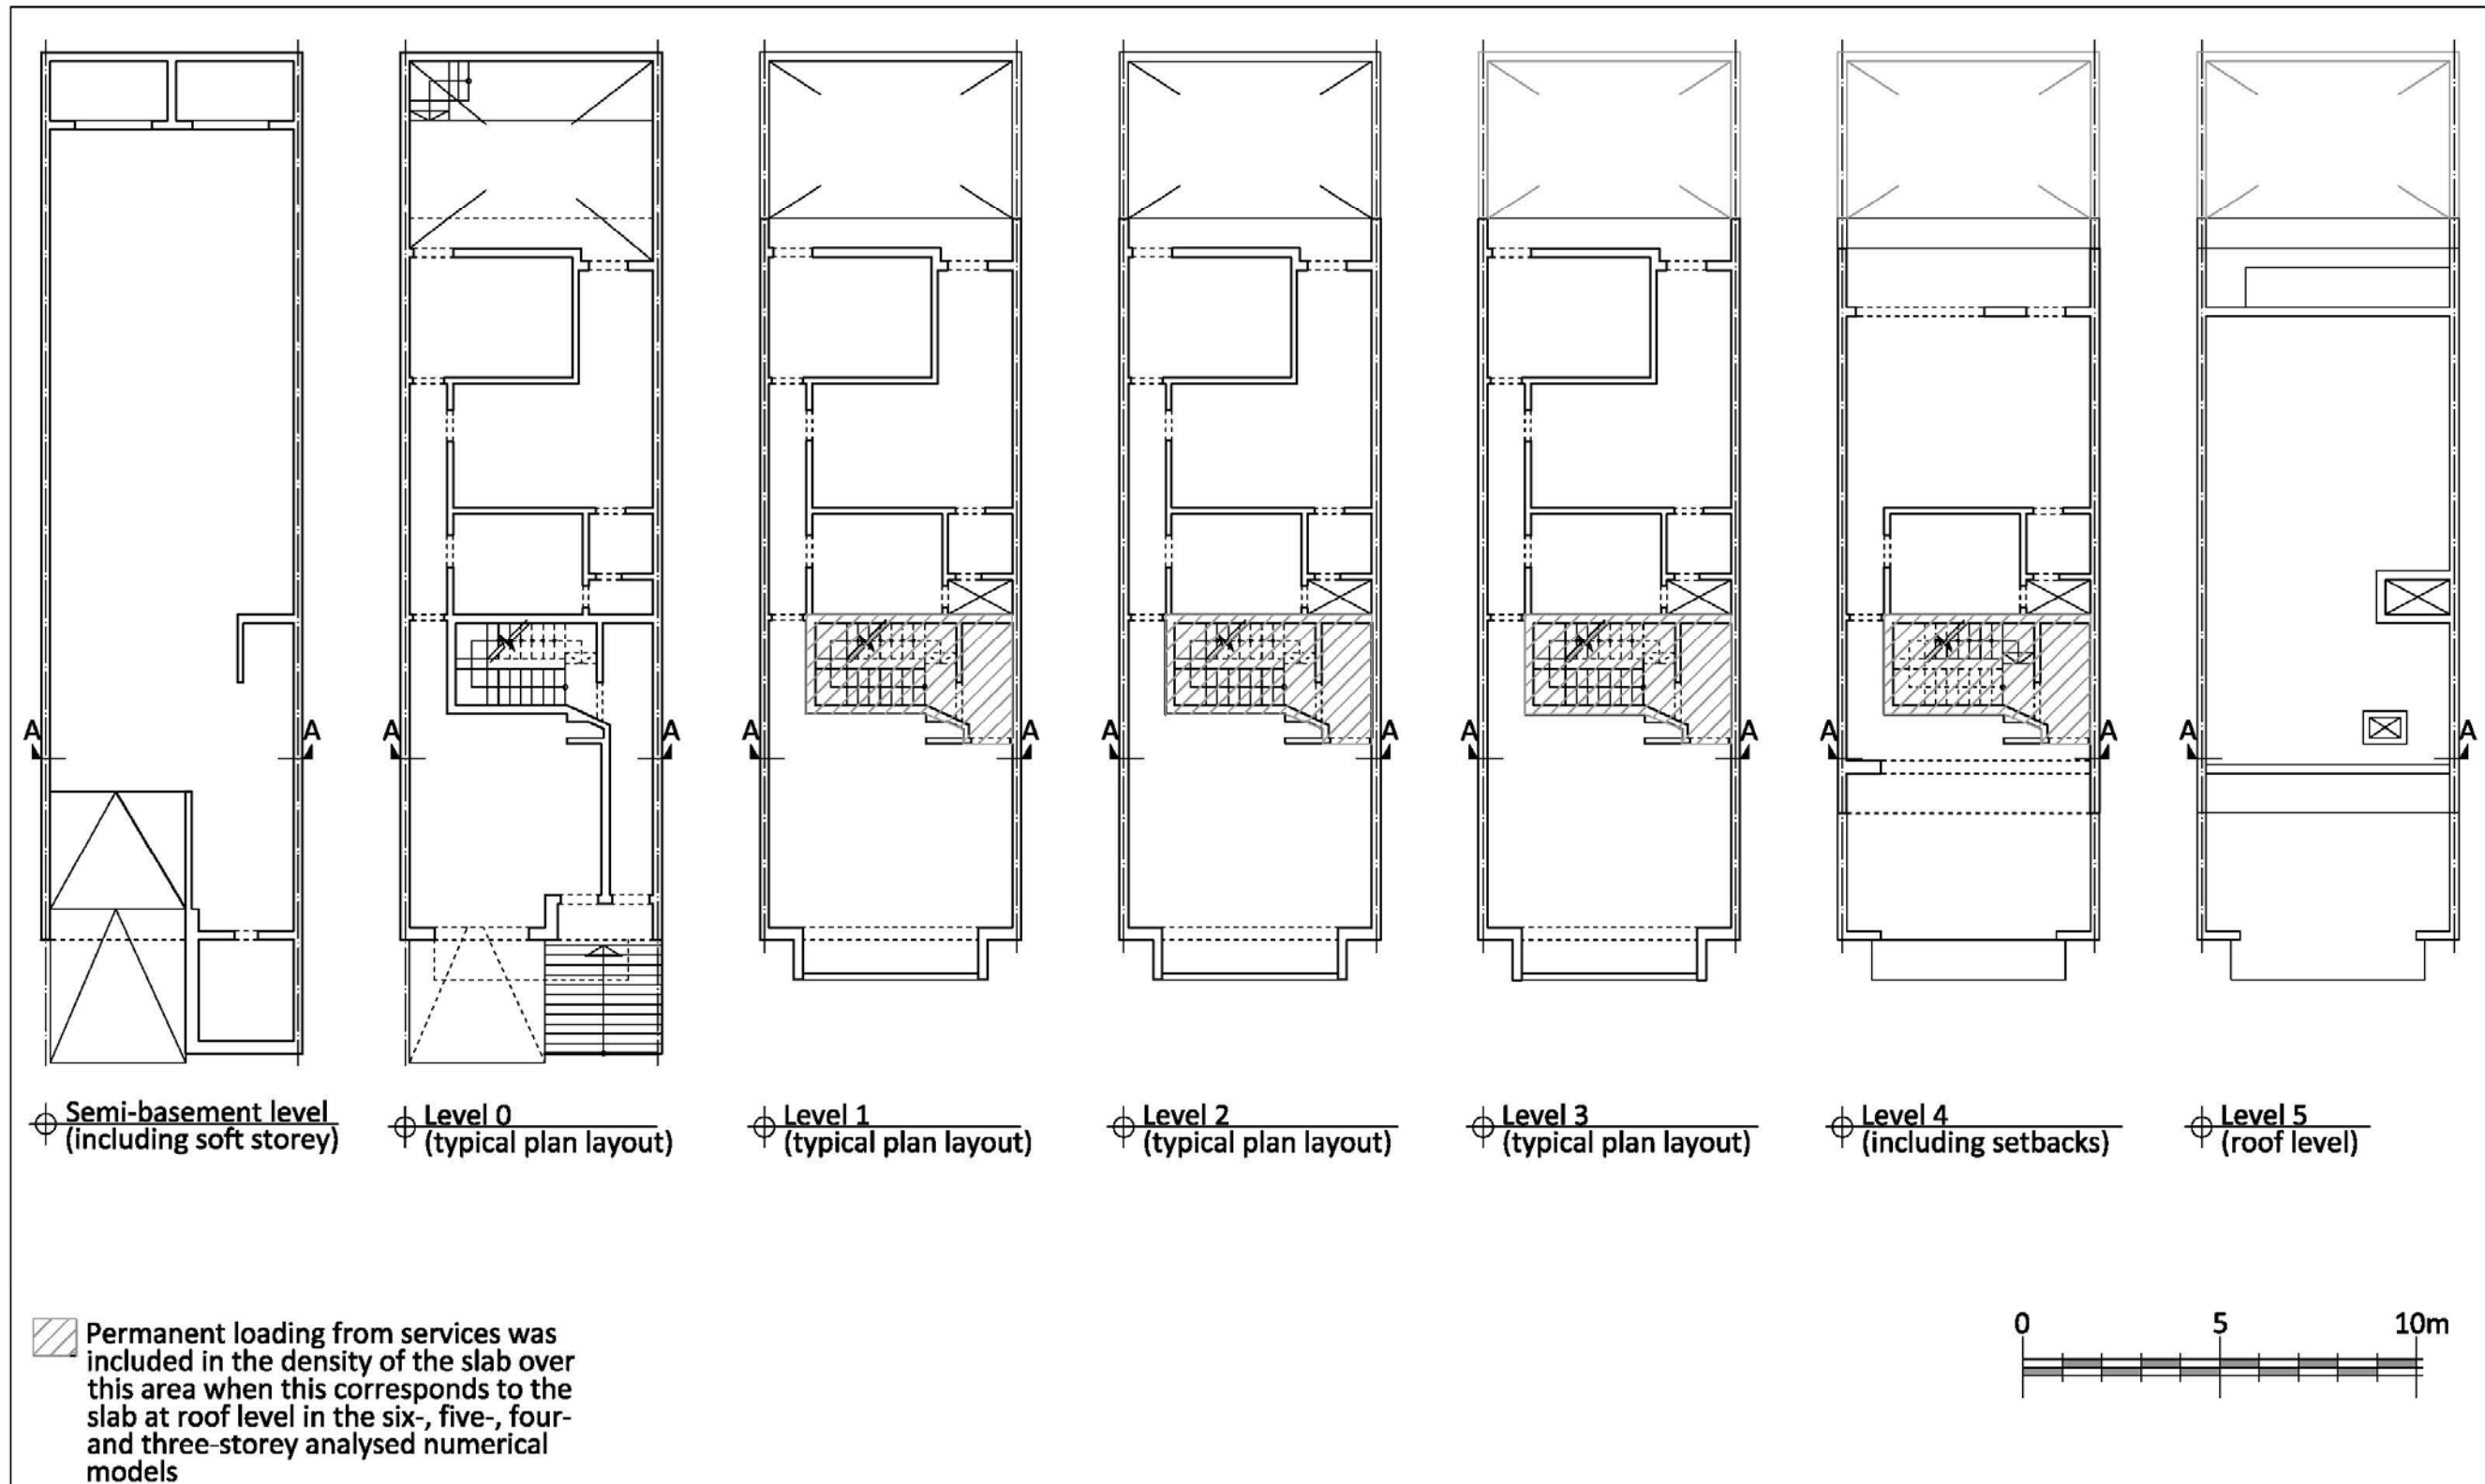 A A A A A A A A A A A A A A
Semi-basement level
(including soft storey)
Level 0
(typical plan layout)
Level 1
(typical plan layout)
Level 2
(typical plan layout)
Level 3
(typical plan layout)
Level 4
(including setbacks)
Level 5
(roof level)
Permanent loading from services was
included in the density of the slab over
this area when this corresponds to the
slab at roof level in the six-, five-, four-
and three-storey analysed numerical
models
0 5 10m